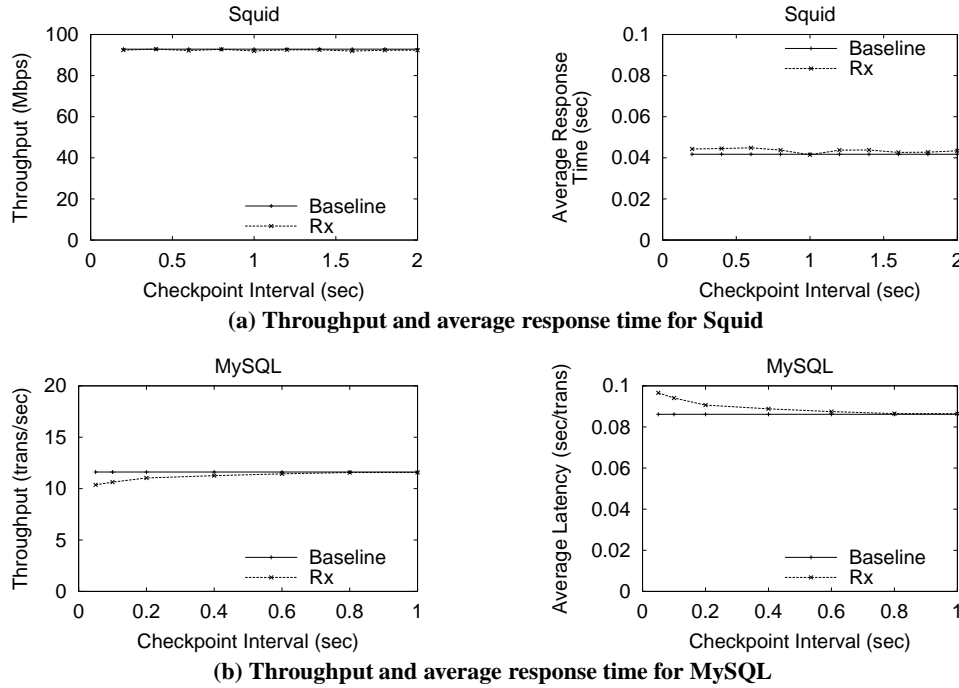 Squid
Throughput (Mbps)
100
80
60
40
20
0
Baseline
Rx
0 0.5 1 1.5 2
Checkpoint Interval (sec)
Squid
Average Response
Time (sec)
0.1
0.08
0.06
0.04
0.02
0
Baseline
Rx
0 0.5 1 1.5 2
Checkpoint Interval (sec)
(a) Throughput and average response time for Squid
MySQL
Throughput (trans/sec)
20
15
10
5
0
Baseline
Rx
0 0.2 0.4 0.6 0.8 1
Checkpoint Interval (sec)
MySQL
Average Latency (sec/trans)
0.1
0.08
0.06
0.04
0.02
0
Baseline
Rx
0 0.2 0.4 0.6 0.8 1
Checkpoint Interval (sec)
(b) Throughput and average response time for MySQL